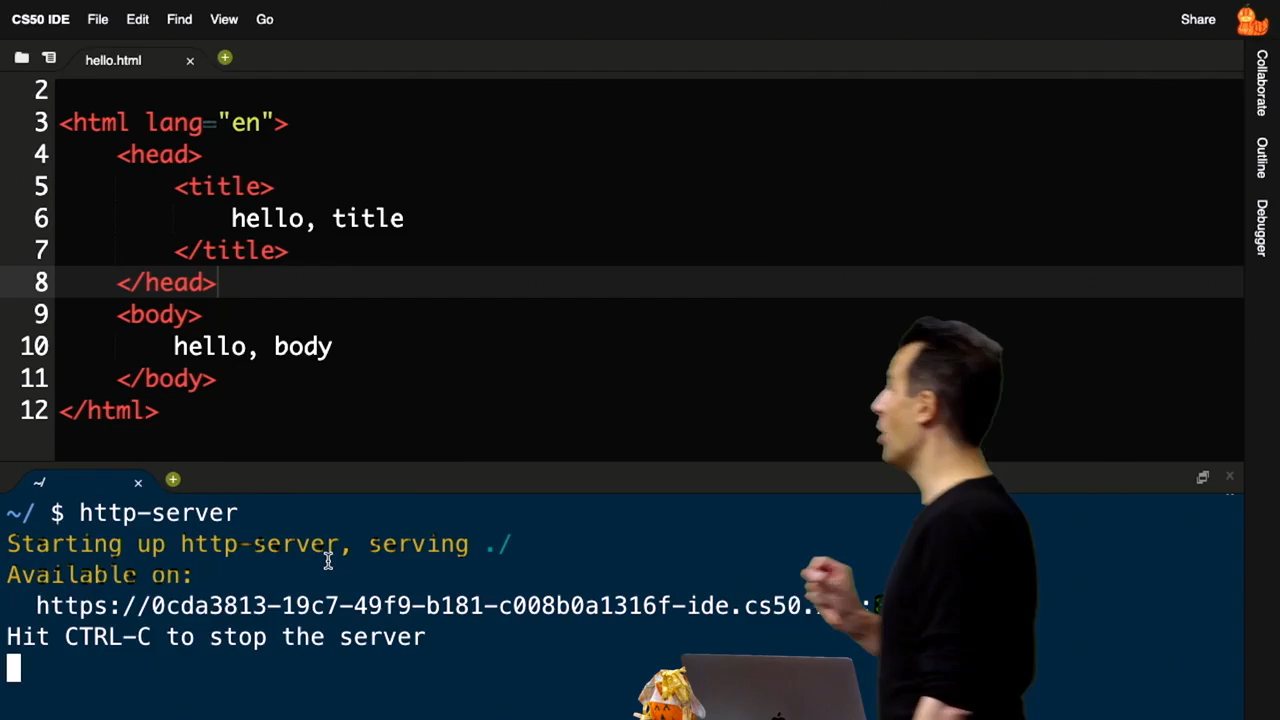 CS50 IDE File Edit Find View Go Share
hello.html
2
3 <html lang="en">
4 <head>
5 <title>
6 hello, title
7 </title>
8 </head>
9 <body>
10 hello, body
11 </body>
12 </html>
Collaborate
Outline
Debugger
~/
~/ $ http-server
Starting up http-server, serving ./
Available on:
https://0cda3813-19c7-49f9-b181-c008b0a1316f-ide.cs50.
Hit CTRL-C to stop the server